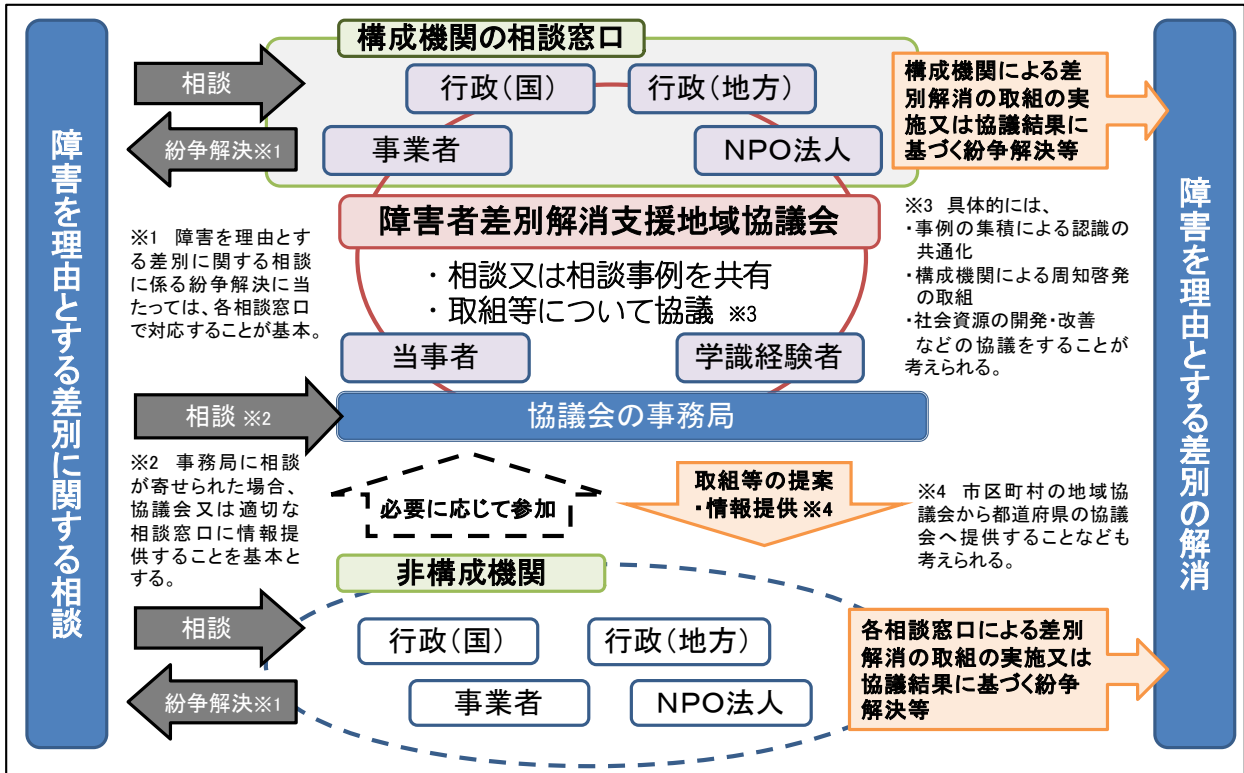 障害を理由とする差別に関する相談
構成機関の相談窓口
相談
紛争解決※1
行政(国)
行政(地方)
事業者
NPO法人
構成機関による差
別解消の取組の実
施又は協議結果に
基づく紛争解決等
障害者差別解消支援地域協議会
・相談又は相談事例を共有
・取組等について協議 ※3
当事者
学識経験者
※1 障害を理由とす
る差別に関する相談
に係る紛争解決に当
たっては、各相談窓口
で対応することが基本。
※3 具体的には、
・事例の集積による認識の
共通化
・構成機関による周知啓発
の取組
・社会資源の開発・改善
などの協議をすることが
考えられる。
相談 ※2
協議会の事務局
※2 事務局に相談
が寄せられた場合、
協議会又は適切な
相談窓口に情報提
供することを基本と
する。
必要に応じて参加
取組等の提案
・情報提供 ※4
※4 市区町村の地域協
議会から都道府県の協議
会へ提供することなども
考えられる。
非構成機関
相談
紛争解決※1
行政(国)
行政(地方)
事業者
NPO法人
各相談窓口による差別
解消の取組の実施又は
協議結果に基づく紛争
解決等
障害を理由とする差別の解消